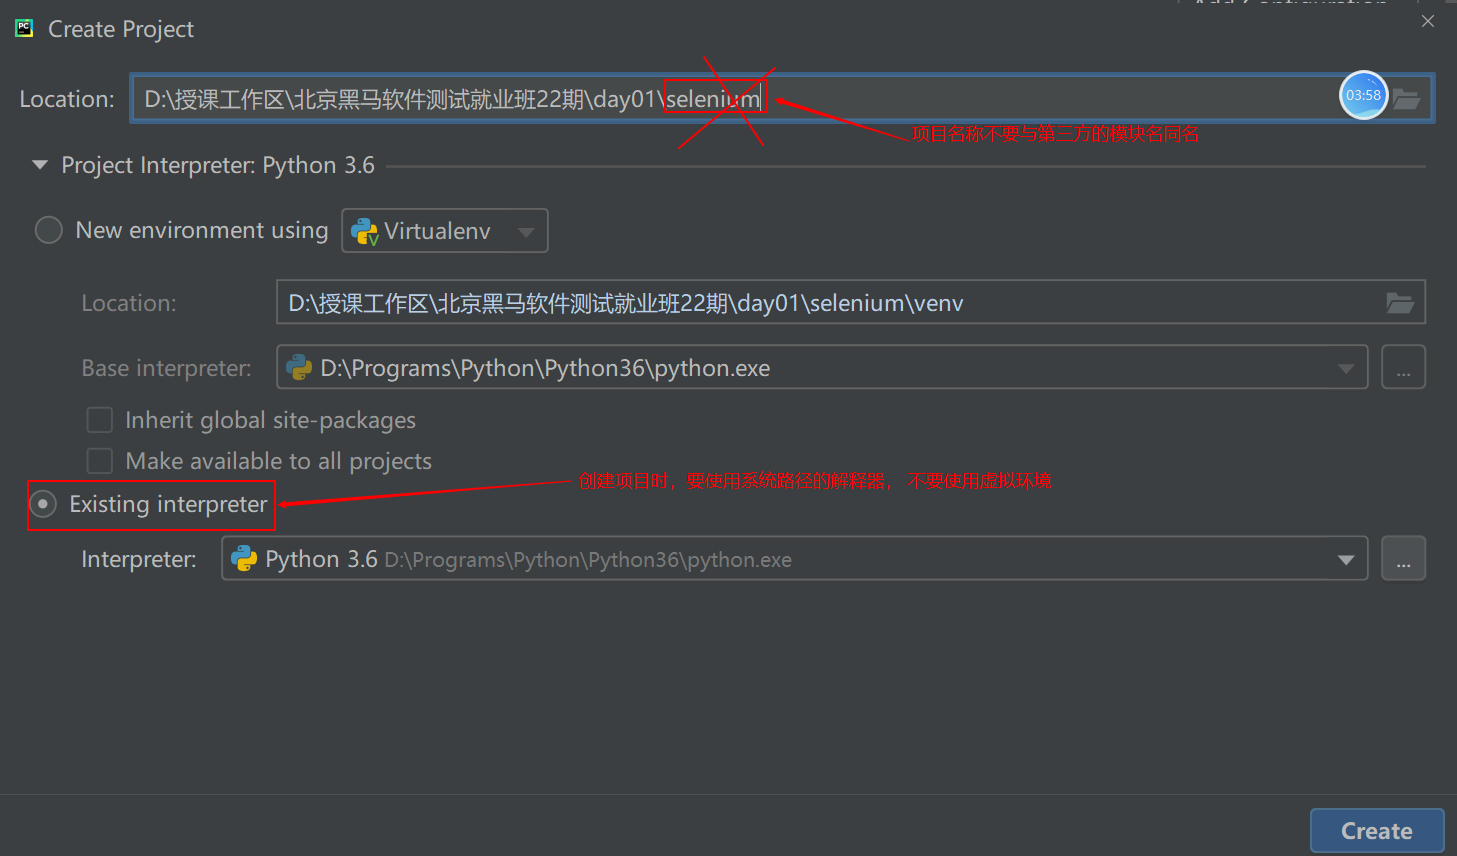 Create Project
Location: D:\授课工作区\北京黑马软件测试就业班22期\day01\selenium 03:58
项目名称不要与第三方的模块名同名
Project Interpreter: Python 3.6
New environment using Virtualenv
Location: D:\授课工作区\北京黑马软件测试就业班22期\day01\selenium\venv
Base interpreter: D:\Programs\Python\Python36\python.exe ...
Inherit global site-packages
Make available to all projects
创建项目时，要使用系统路径的解释器， 不要使用虚拟环境
Existing interpreter
Interpreter: Python 3.6 D:\Programs\Python\Python36\python.exe ...
Create